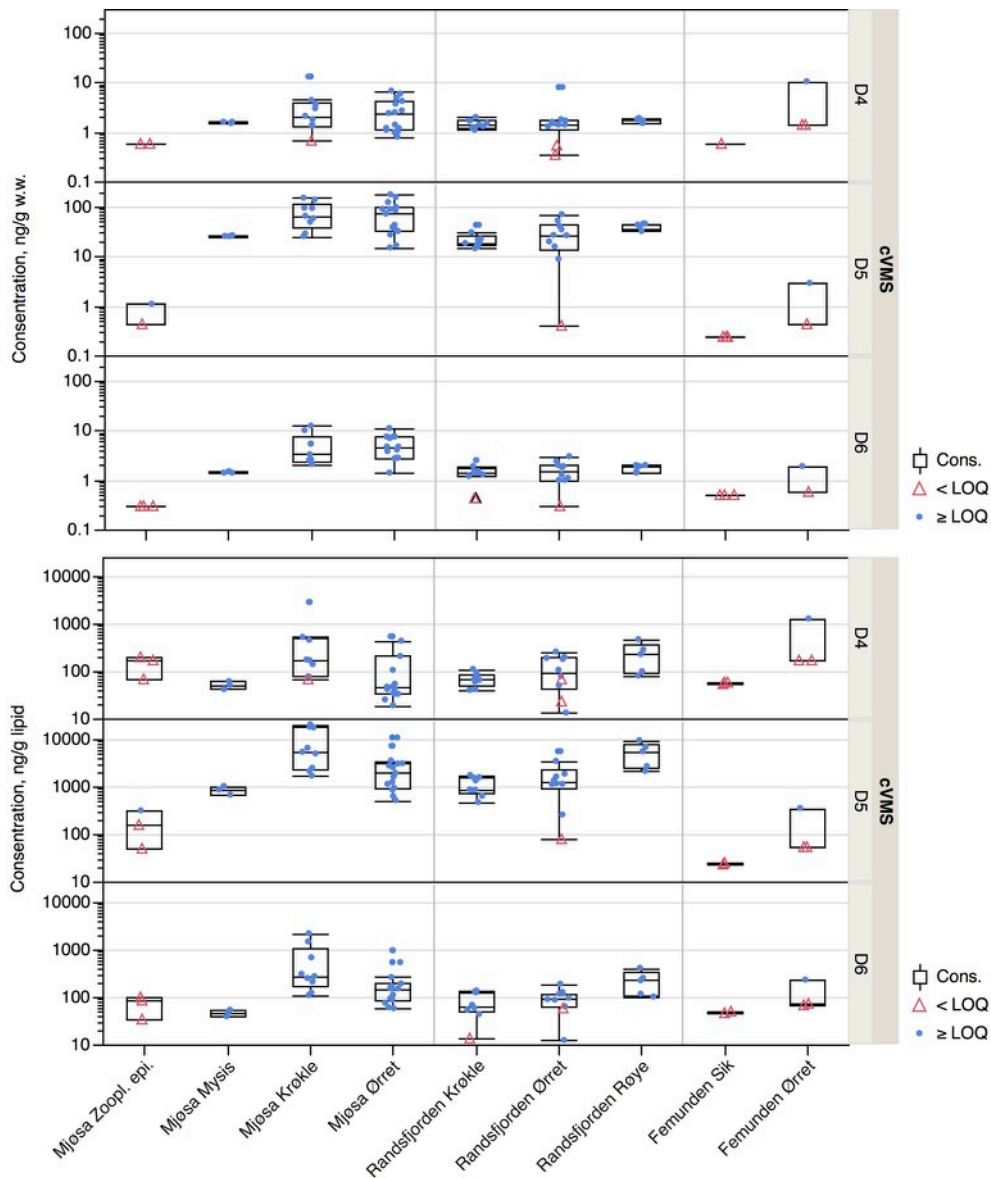 Consentration, ng/g w.w.
100
10
1
0.1
D4
100
10
1
0.1
D5
cVMS
100
10
1
0.1
D6
Cons.
< LOQ
≥ LOQ
Consentration, ng/g lipid
10000
1000
100
10
D4
10000
1000
100
10
D5
cVMS
10000
1000
100
10
D6
Cons.
< LOQ
≥ LOQ
Mjøsa Zoopl. epi.
Mjøsa Mysis
Mjøsa Krøkle
Mjøsa Ørret
Randsfjorden Krøkle
Randsfjorden Ørret
Randsfjorden Røye
Femunden Sik
Femunden Ørret